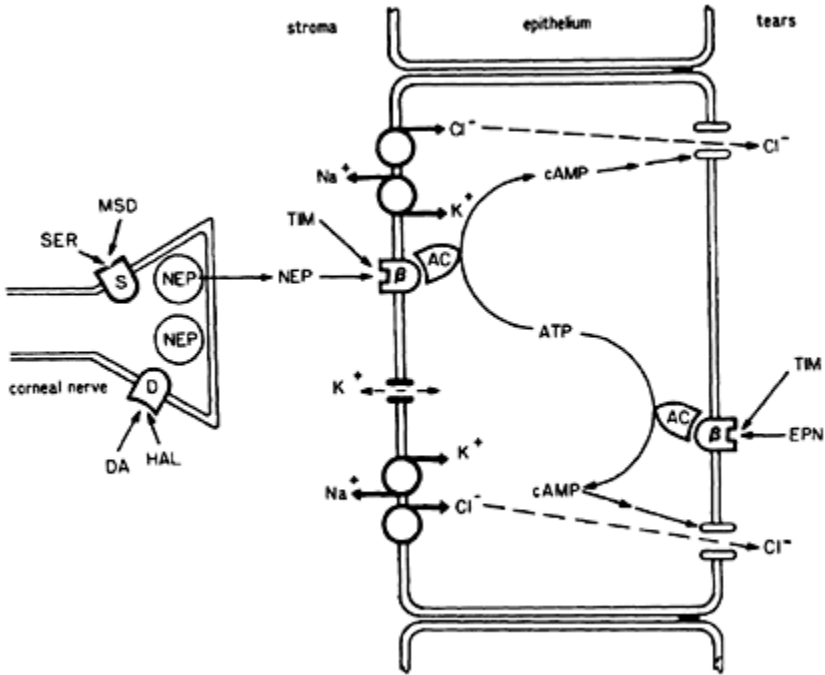 stroma epithelium tears
Cl⁻ Cl⁻
Na⁺ cAMP
MSD TIM K⁺
SER AC
S NEP NEP β
NEP ATP
corneal nerve D K⁺ TIM
AC β EPN
DA HAL K⁺
Na⁺ Cl⁻ cAMP
Cl⁻